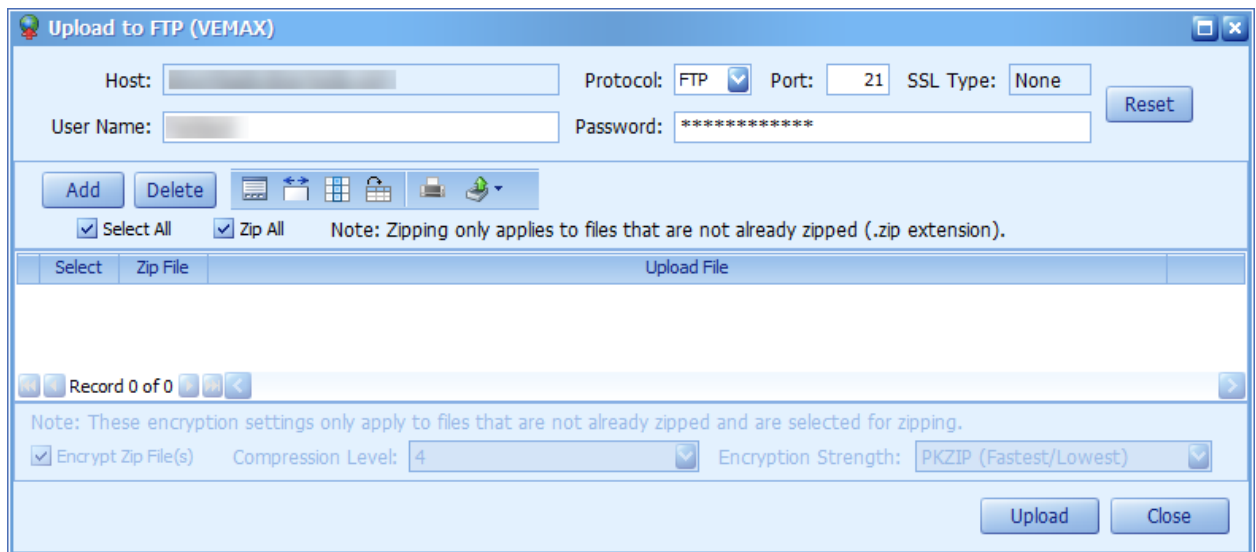 Upload to FTP (VEMAX)
Host: Protocol: FTP Port: 21 SSL Type: None
Reset
User Name: Password: ************
Add Delete
Select All Zip All Note: Zipping only applies to files that are not already zipped (.zip extension).
Select Zip File Upload File
Record 0 of 0
Note: These encryption settings only apply to files that are not already zipped and are selected for zipping.
Encrypt Zip File(s) Compression Level: 4 Encryption Strength: PKZIP (Fastest/Lowest)
Upload Close